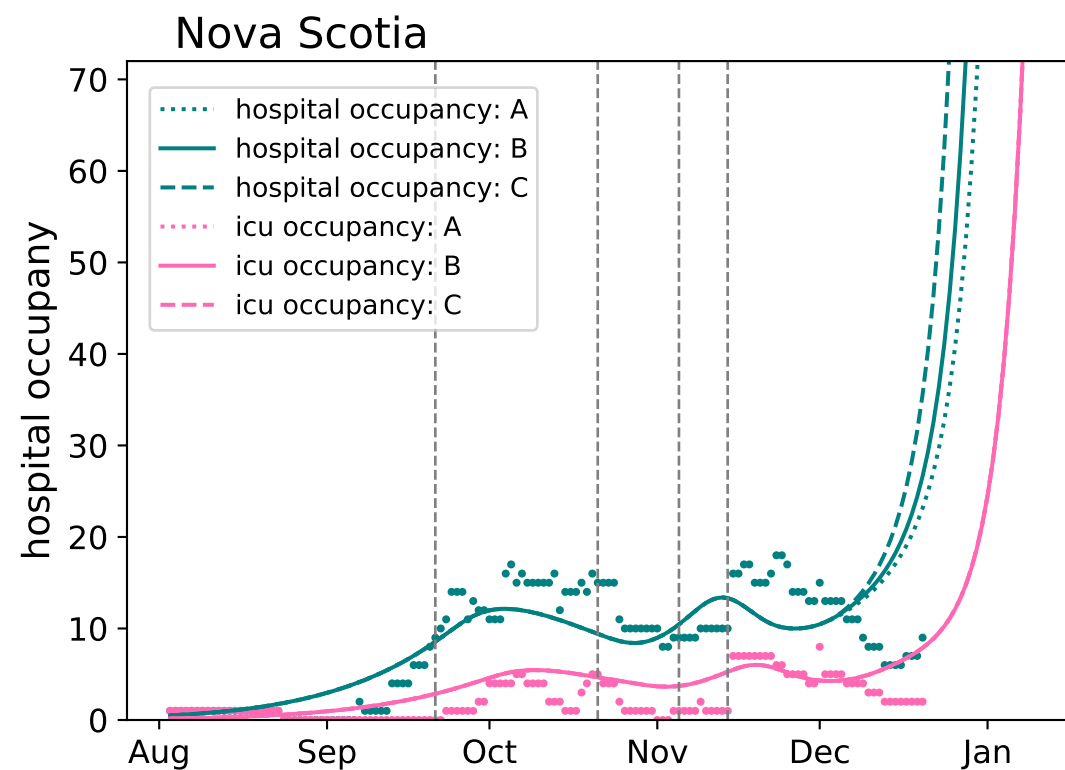 Nova Scotia
70
60
50
40
30
20
10
0
hospital occupany
hospital occupancy: A
hospital occupancy: B
hospital occupancy: C
icu occupancy: A
icu occupancy: B
icu occupancy: C
Aug Sep Oct Nov Dec Jan